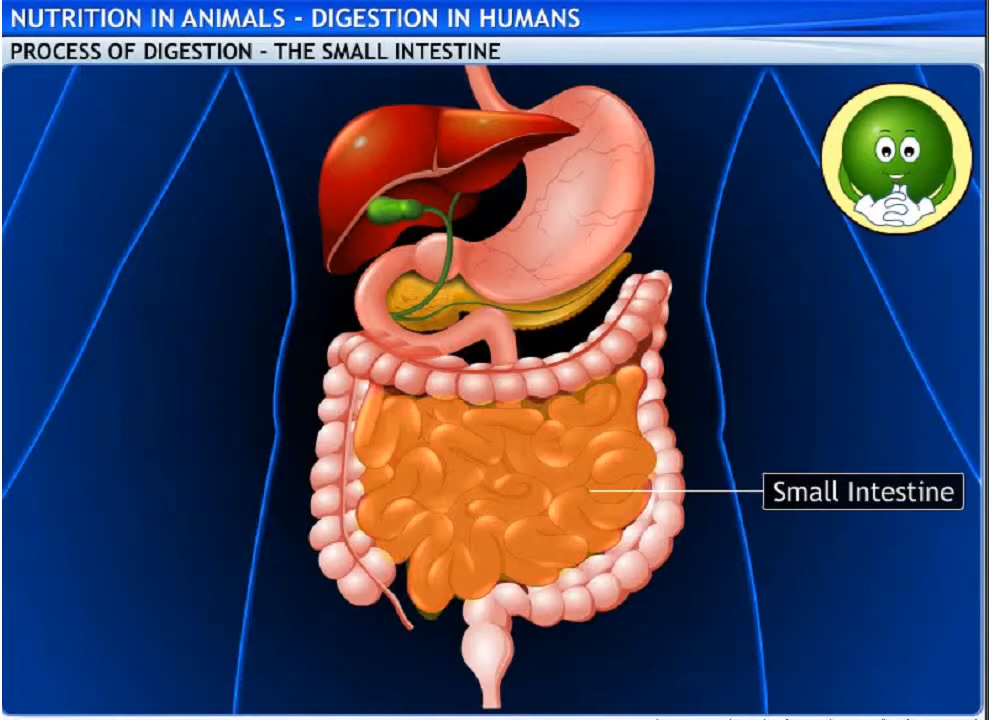 NUTRITION IN ANIMALS - DIGESTION IN HUMANS
PROCESS OF DIGESTION - THE SMALL INTESTINE
Small Intestine